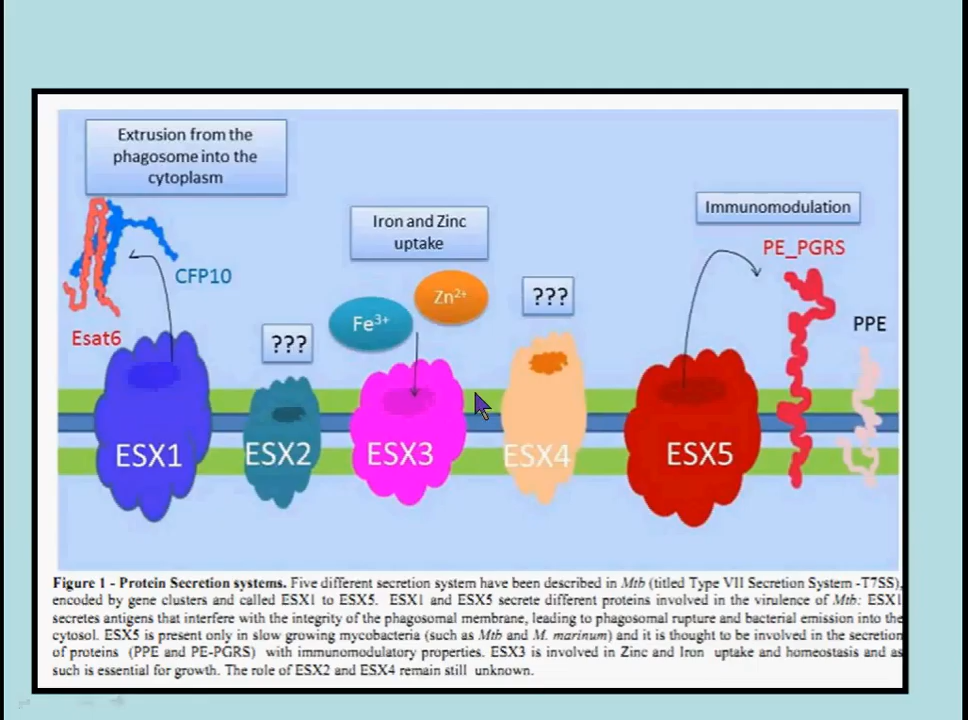 Extrusion from the
phagosome into the
cytoplasm
Iron and Zinc
uptake
Immunomodulation
CFP10
Esat6
???
Fe3+
Zn2+
???
PE_PGRS
PPE
ESX1
ESX2
ESX3
ESX4
ESX5
Figure 1 - Protein Secretion systems. Five different secretion system have been described in Mtb (titled Type VII Secretion System -T7SS),
encoded by gene clusters and called ESX1 to ESX5. ESX1 and ESX5 secrete different proteins involved in the virulence of Mtb: ESX1
secretes antigens that interfere with the integrity of the phagosomal membrane, leading to phagosomal rupture and bacterial emission into the
cytosol. ESX5 is present only in slow growing mycobacteria (such as Mtb and M. marinum) and it is thought to be involved in the secretion
of proteins (PPE and PE-PGRS) with immunomodulatory properties. ESX3 is involved in Zinc and Iron uptake and homeostasis and as
such is essential for growth. The role of ESX2 and ESX4 remain still unknown.